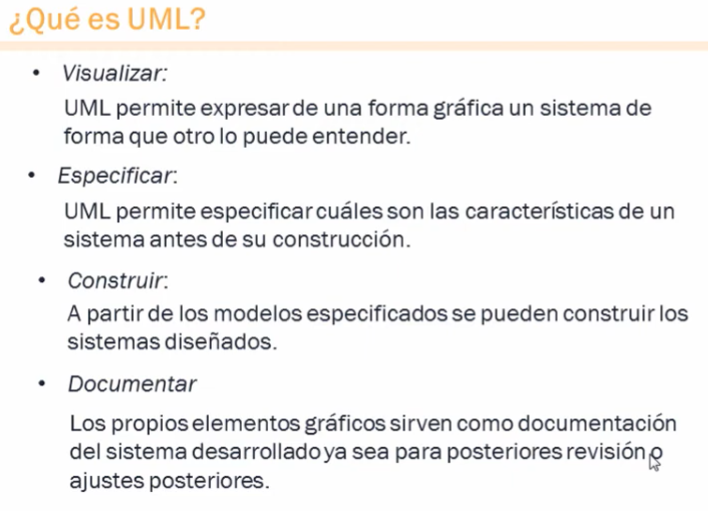 ¿Qué es UML?
• Visualizar:
UML permite expresar de una forma gráfica un sistema de
forma que otro lo puede entender.
• Especificar:
UML permite especificar cuáles son las características de un
sistema antes de su construcción.
• Construir:
A partir de los modelos especificados se pueden construir los
sistemas diseñados.
• Documentar
Los propios elementos gráficos sirven como documentación
del sistema desarrollado ya sea para posteriores revisión o
ajustes posteriores.